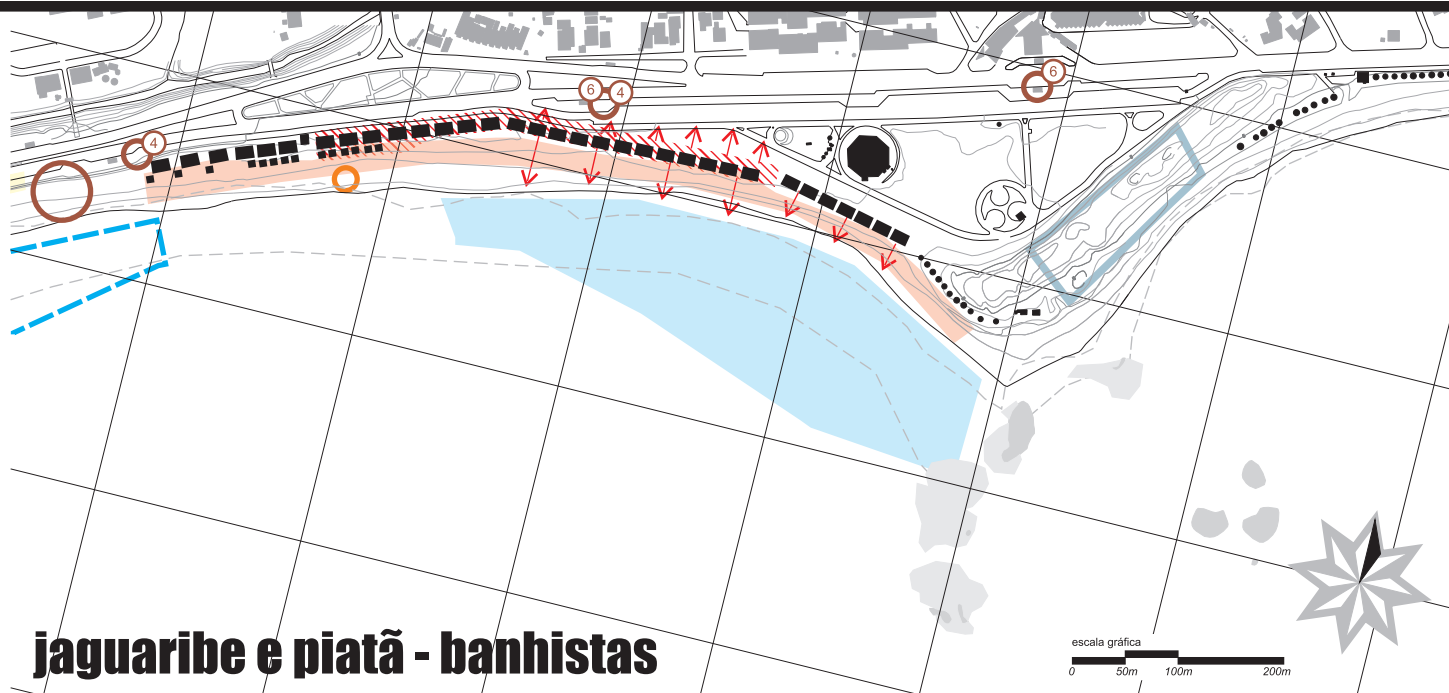 6
6 4
4
jaguaribe e piatã - banhistas
escala gráfica
0 50m 100m 200m